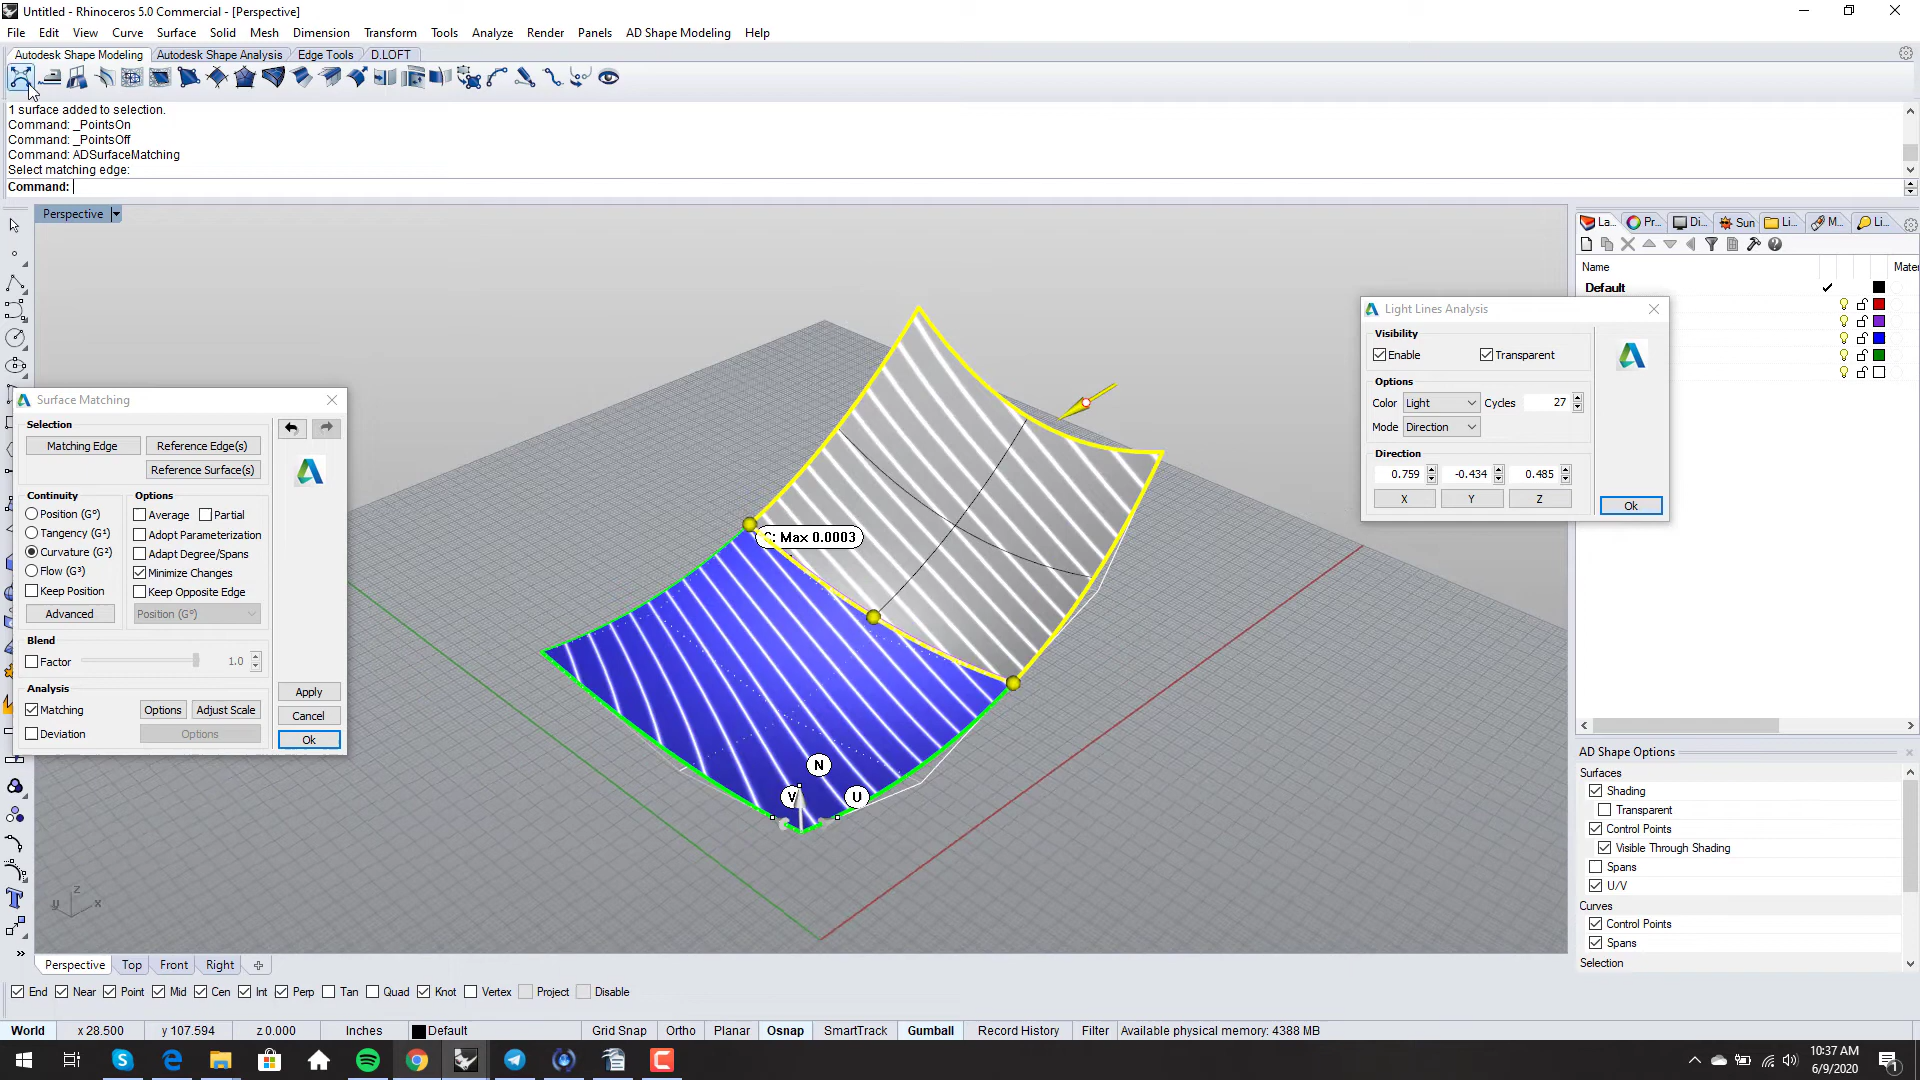 Untitled - Rhinoceros 5.0 Commercial - [Perspective]
File Edit View Curve Surface Solid Mesh Dimension Transform Tools Analyze Render Panels AD Shape Modeling Help
Autodesk Shape Modeling Autodesk Shape Analysis Edge Tools D.LOFT
1 surface added to selection.
Command: _PointsOn
Command: _PointsOff
Command: ADSurfaceMatching
Select matching edge:
Command:
Perspective
La... Pr... Di... Sun Li... M... Li...
Name Mater
Default
Light Lines Analysis
Visibility
Enable Transparent
Options
Color Light Cycles 27
Mode Direction
Direction
0.759 -0.434 0.485
X Y Z
Ok
Surface Matching
Selection
Matching Edge Reference Edge(s)
Reference Surface(s)
Continuity Options
Position (G⁰) Average Partial
Tangency (G¹) Adopt Parameterization
Curvature (G²) Adapt Degree/Spans
Flow (G³) Minimize Changes
Keep Position Keep Opposite Edge
Advanced Position (G⁰)
Blend
Factor 1.0
Analysis Apply
Matching Options Adjust Scale Cancel
Deviation Options Ok
C: Max 0.0003
N
V U
z
y x
AD Shape Options
Surfaces
Shading
Transparent
Control Points
Visible Through Shading
Spans
U/V
Curves
Control Points
Spans
Selection
Perspective Top Front Right
End Near Point Mid Cen Int Perp Tan Quad Knot Vertex Project Disable
World x 28.500 y 107.594 z 0.000 Inches Default Grid Snap Ortho Planar Osnap SmartTrack Gumball Record History Filter Available physical memory: 4388 MB
10:37 AM
6/9/2020
1